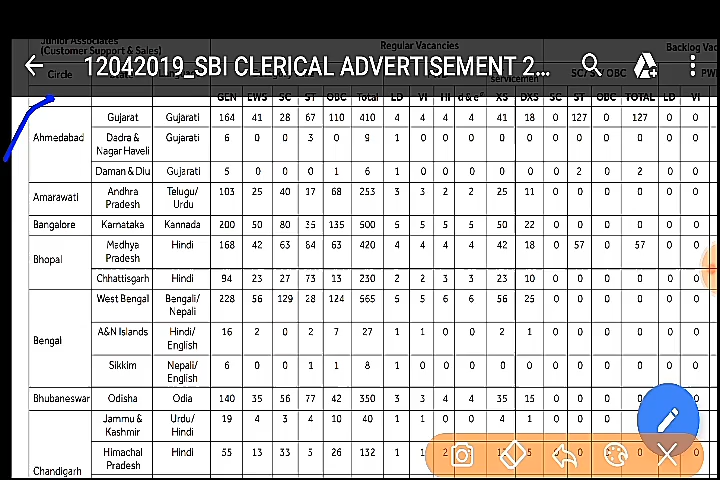 Junior Associates
(Customer Support & Sales)
Regular Vacancies
Backlog Vac
12042019_SBI CLERICAL ADVERTISEMENT 2...
Circle
SC/ST/OBC
PW
servicemen
GEN EWS SC ST OBC Total LD VI HI d & e XS DXS SC ST OBC TOTAL LD VI
Ahmedabad
Gujarat Gujarati 164 41 28 67 110 410 4 4 4 4 41 18 0 127 0 127 0 0
Dadra & Nagar Haveli Gujarati 6 0 0 3 0 9 1 0 0 0 0 0 0 0 0 0 0 0
Daman & Diu Gujarati 5 0 0 0 1 6 1 0 0 0 0 0 0 2 0 2 0 0
Amarawati Andhra Pradesh Telugu/ Urdu 103 25 40 17 68 253 3 3 2 2 25 11 0 0 0 0 0 0
Bangalore Karnataka Kannada 200 50 80 35 135 500 5 5 5 5 50 22 0 0 0 0 0 0
Bhopal
Madhya Pradesh Hindi 168 42 63 84 63 420 4 4 4 4 42 18 0 57 0 57 0 0
Chhattisgarh Hindi 94 23 27 73 13 230 2 2 3 3 23 10 0 0 0 0 0 0
Bengal
West Bengal Bengali/ Nepali 228 56 129 28 124 565 5 5 6 6 56 25 0 0 0 0 0 0
A&N Islands Hindi/ English 16 2 0 2 7 27 1 1 0 0 2 1 0 0 0 0 0 0
Sikkim Nepali/ English 6 0 0 1 1 8 1 0 0 0 0 0 0 0 0 0 0 0
Bhubaneswar Odisha Odia 140 35 56 77 42 350 3 3 4 4 35 15 0 0 0 0
Chandigarh
Jammu & Kashmir Urdu/ Hindi 19 4 3 4 10 40 1 1 0 0 4 1 0 0 0 0 0
Himachal Pradesh Hindi 55 13 33 5 26 132 1 1 5 0 0